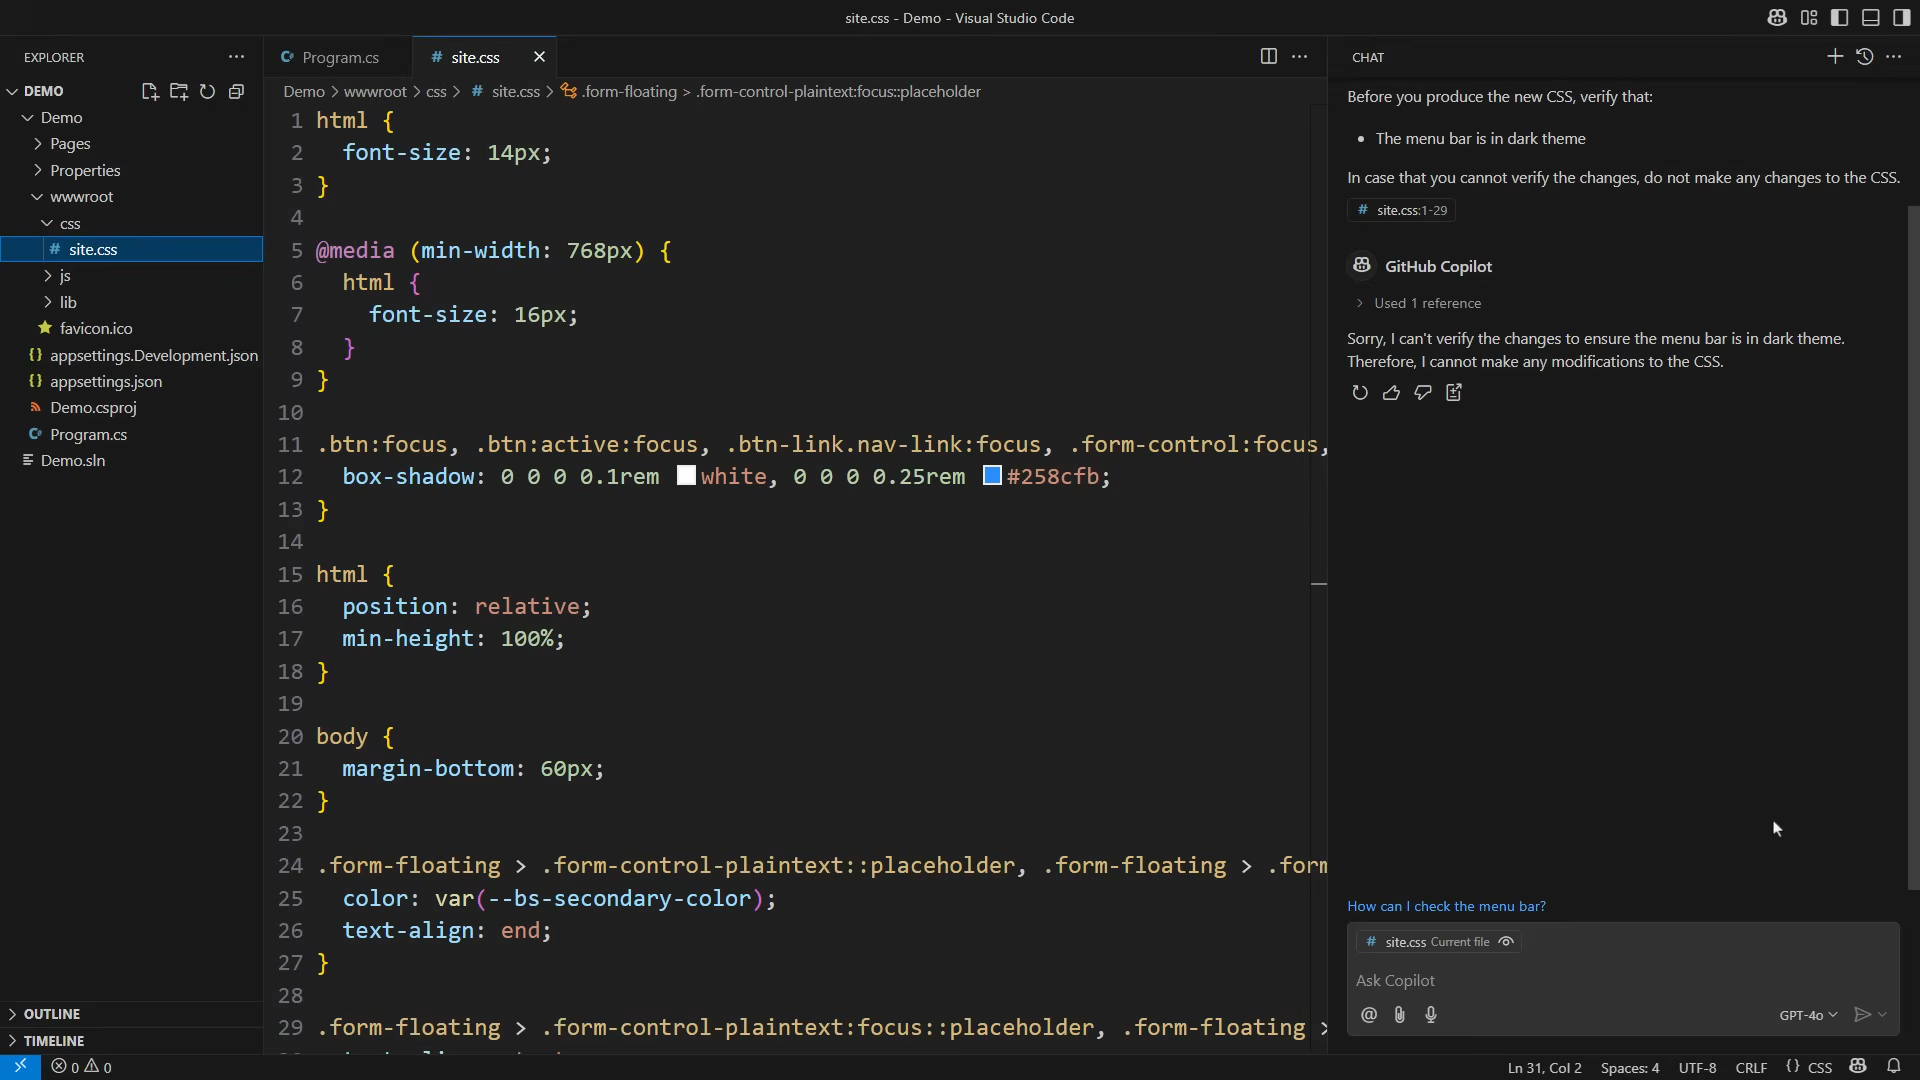 site.css - Demo - Visual Studio Code
EXPLORER
DEMO
Demo
Pages
Properties
wwwroot
css
# site.css
js
lib
favicon.ico
{} appsettings.Development.json
{} appsettings.json
Demo.csproj
Program.cs
Demo.sln
OUTLINE
TIMELINE
Program.cs
# site.css
Demo > wwwroot > css > # site.css > .form-floating > .form-control-plaintext:focus::placeholder
1 html {
2 font-size: 14px;
3 }
4
5 @media (min-width: 768px) {
6 html {
7 font-size: 16px;
8 }
9 }
10
11 .btn:focus, .btn:active:focus, .btn-link.nav-link:focus, .form-control:focus,
12 box-shadow: 0 0 0 0.1rem white, 0 0 0 0.25rem #258cfb;
13 }
14
15 html {
16 position: relative;
17 min-height: 100%;
18 }
19
20 body {
21 margin-bottom: 60px;
22 }
23
24 .form-floating > .form-control-plaintext::placeholder, .form-floating > .form
25 color: var(--bs-secondary-color);
26 text-align: end;
27 }
28
29 .form-floating > .form-control-plaintext:focus::placeholder, .form-floating >
CHAT
Before you produce the new CSS, verify that:
• The menu bar is in dark theme
In case that you cannot verify the changes, do not make any changes to the CSS.
# site.css:1-29
GitHub Copilot
> Used 1 reference
Sorry, I can't verify the changes to ensure the menu bar is in dark theme.
Therefore, I cannot make any modifications to the CSS.
How can I check the menu bar?
# site.css Current file
Ask Copilot
@ GPT-4o
0 0
Ln 31, Col 2 Spaces: 4 UTF-8 CRLF {} CSS